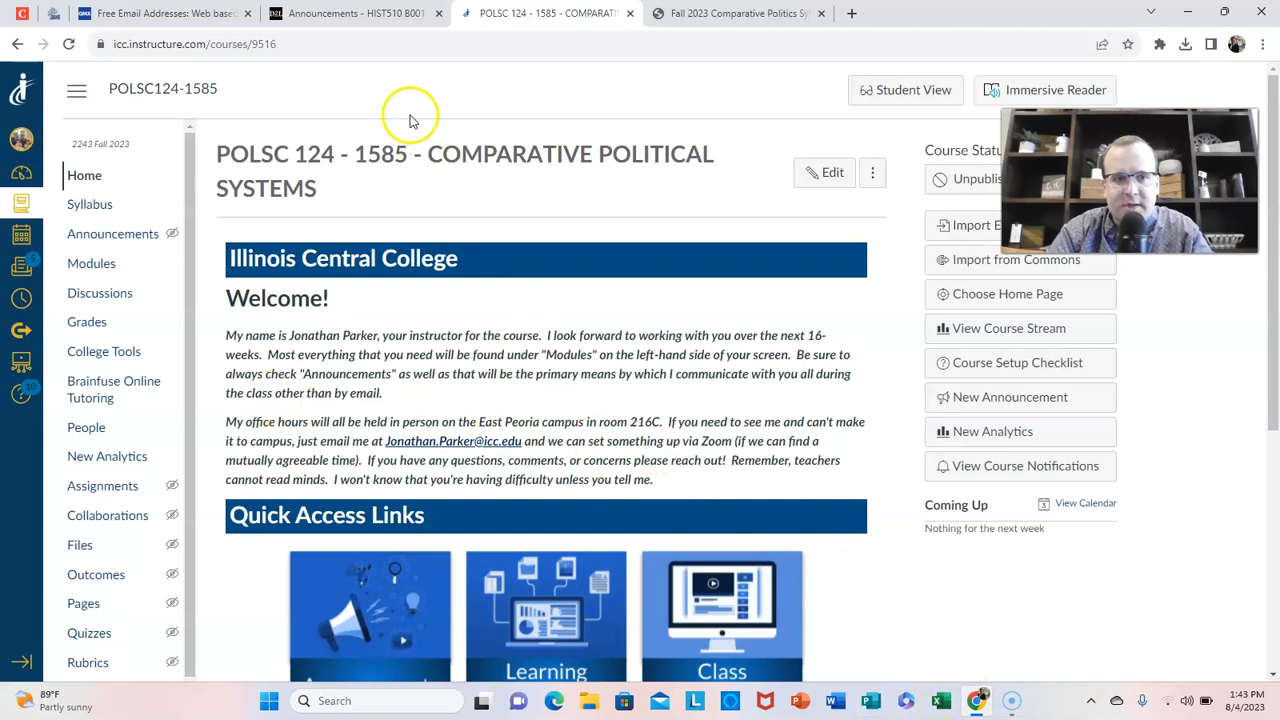 Free Email Addresses: Web based
Announcements - HIST510 B001
POLSC 124 - 1585 - COMPARATI
Fall 2023 Comparative Politics Sy
icc.instructure.com/courses/9516
POLSC124-1585
Student View
Immersive Reader
2243 Fall 2023
Home
Syllabus
Announcements
Modules
Discussions
Grades
College Tools
Brainfuse Online
Tutoring
People
New Analytics
Assignments
Collaborations
Files
Outcomes
Pages
Quizzes
Rubrics
POLSC 124 - 1585 - COMPARATIVE POLITICAL
SYSTEMS
Edit
Illinois Central College
Welcome!
My name is Jonathan Parker, your instructor for the course. I look forward to working with you over the next 16-
weeks. Most everything that you need will be found under "Modules" on the left-hand side of your screen. Be sure to
always check "Announcements" as well as that will be the primary means by which I communicate with you all during
the class other than by email.
My office hours will all be held in person on the East Peoria campus in room 216C. If you need to see me and can't make
it to campus, just email me at Jonathan.Parker@icc.edu and we can set something up via Zoom (if we can find a
mutually agreeable time). If you have any questions, comments, or concerns please reach out! Remember, teachers
cannot read minds. I won't know that you're having difficulty unless you tell me.
Quick Access Links
Learning
Class
Course Statu
Unpublis
Import E
Import from Commons
Choose Home Page
View Course Stream
Course Setup Checklist
New Announcement
New Analytics
View Course Notifications
Coming Up
View Calendar
Nothing for the next week
10
89°F
Partly sunny
Search
1:43 PM
8/4/2023